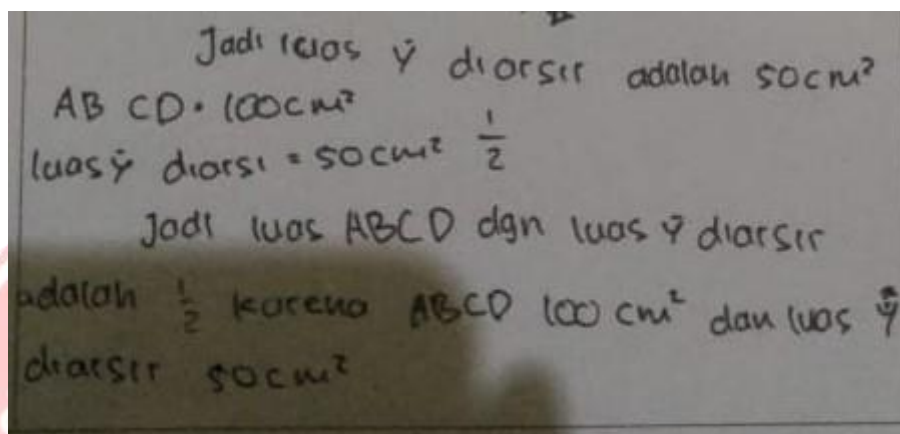 Jadi luas ÿ diarsir adalah 50cm²
ABCD = 100cm²
luas ÿ diarsi = 50cm² 1/2
Jadi luas ABCD dgn luas ÿ diarsir
adalah 1/2 karena ABCD 100 cm² dan luas ÿ
diarsir 50cm²